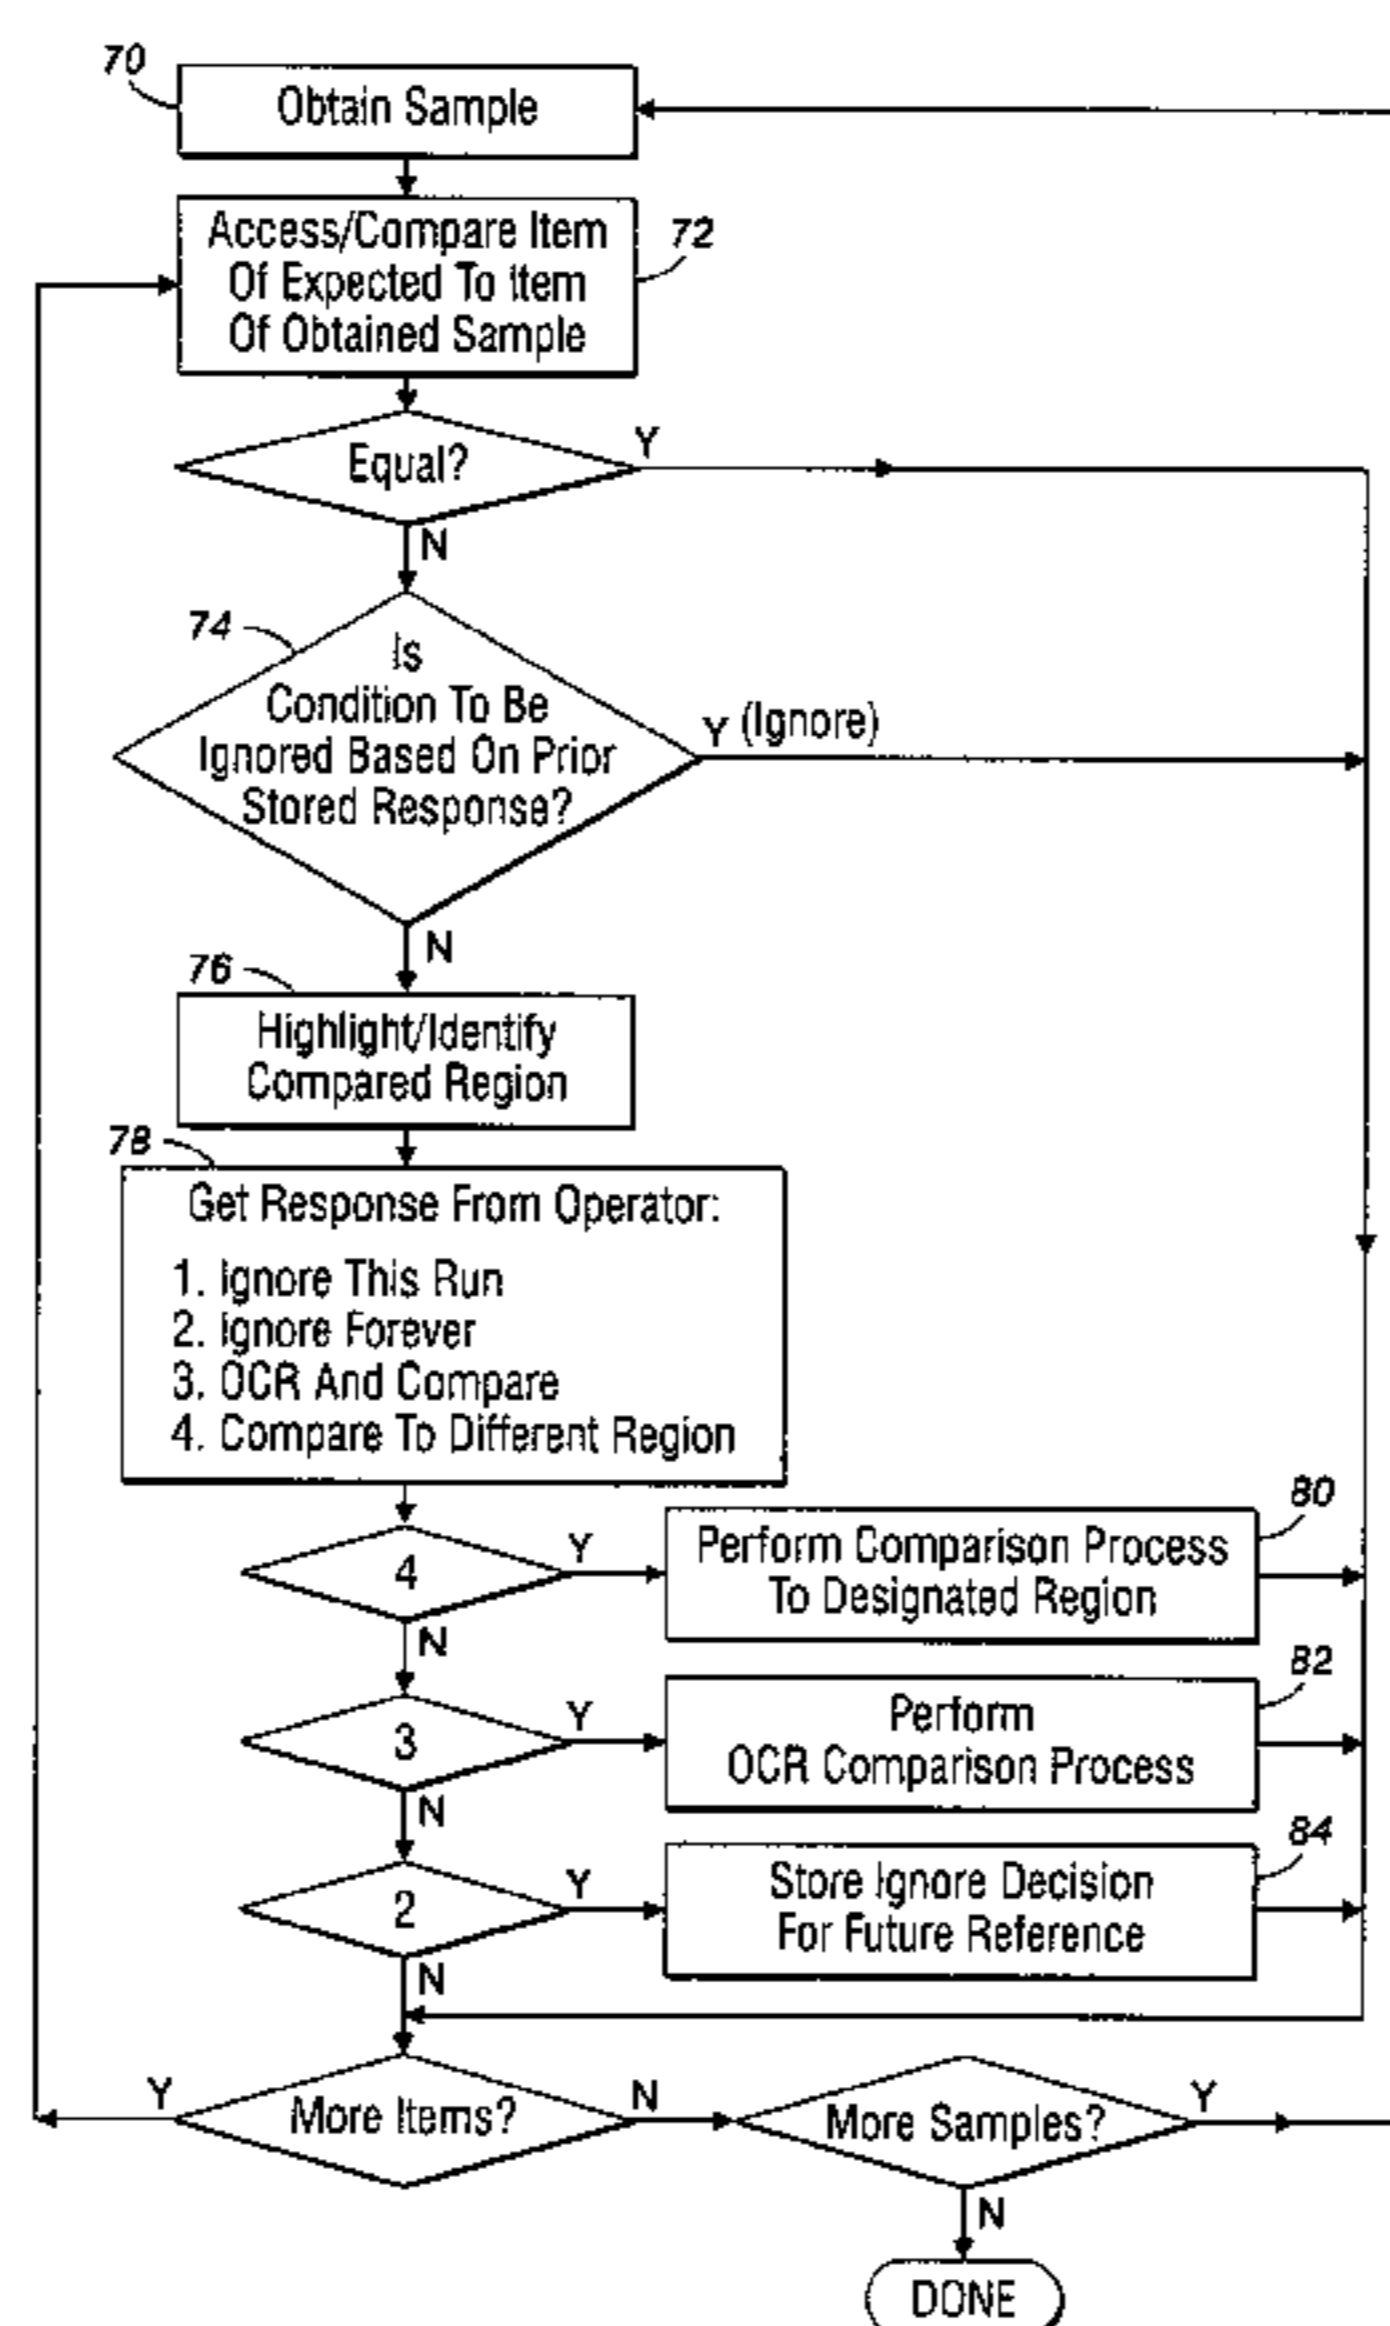 70
Obtain Sample
Access/Compare Item
Of Expected To Item
Of Obtained Sample
72
Equal?
Y
N
74
Is
Condition To Be
Ignored Based On Prior
Stored Response?
Y (Ignore)
N
76
Highlight/Identify
Compared Region
78
Get Response From Operator:
1. Ignore This Run
2. Ignore Forever
3. OCR And Compare
4. Compare To Different Region
4
Y
N
Perform Comparison Process
To Designated Region
80
3
Y
N
Perform
OCR Comparison Process
82
2
Y
N
Store Ignore Decision
For Future Reference
84
Y
More Items?
N
More Samples?
Y
N
DONE